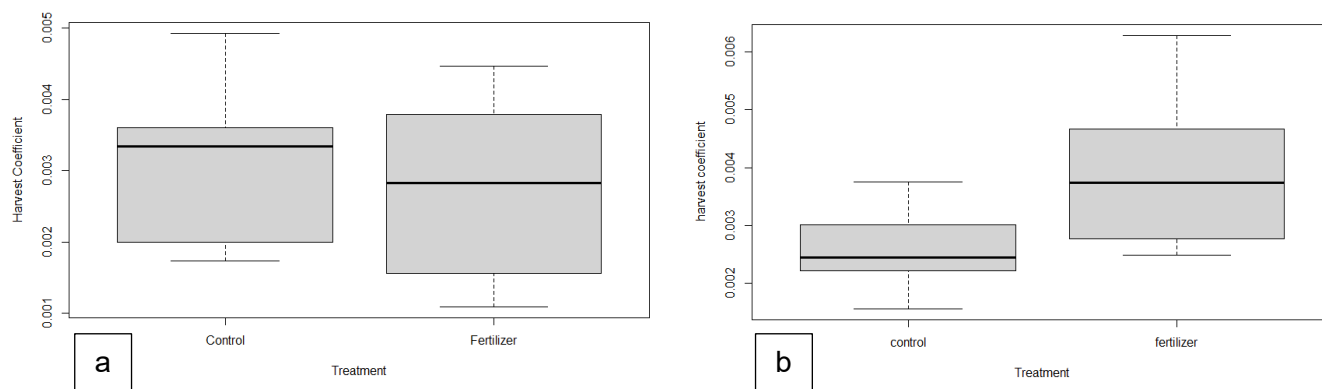 Harvest Coefficient
0.005
0.004
0.003
0.002
0.001
Control
Fertilizer
Treatment
a
harvest coefficient
0.006
0.005
0.004
0.003
0.002
control
fertilizer
Treatment
b